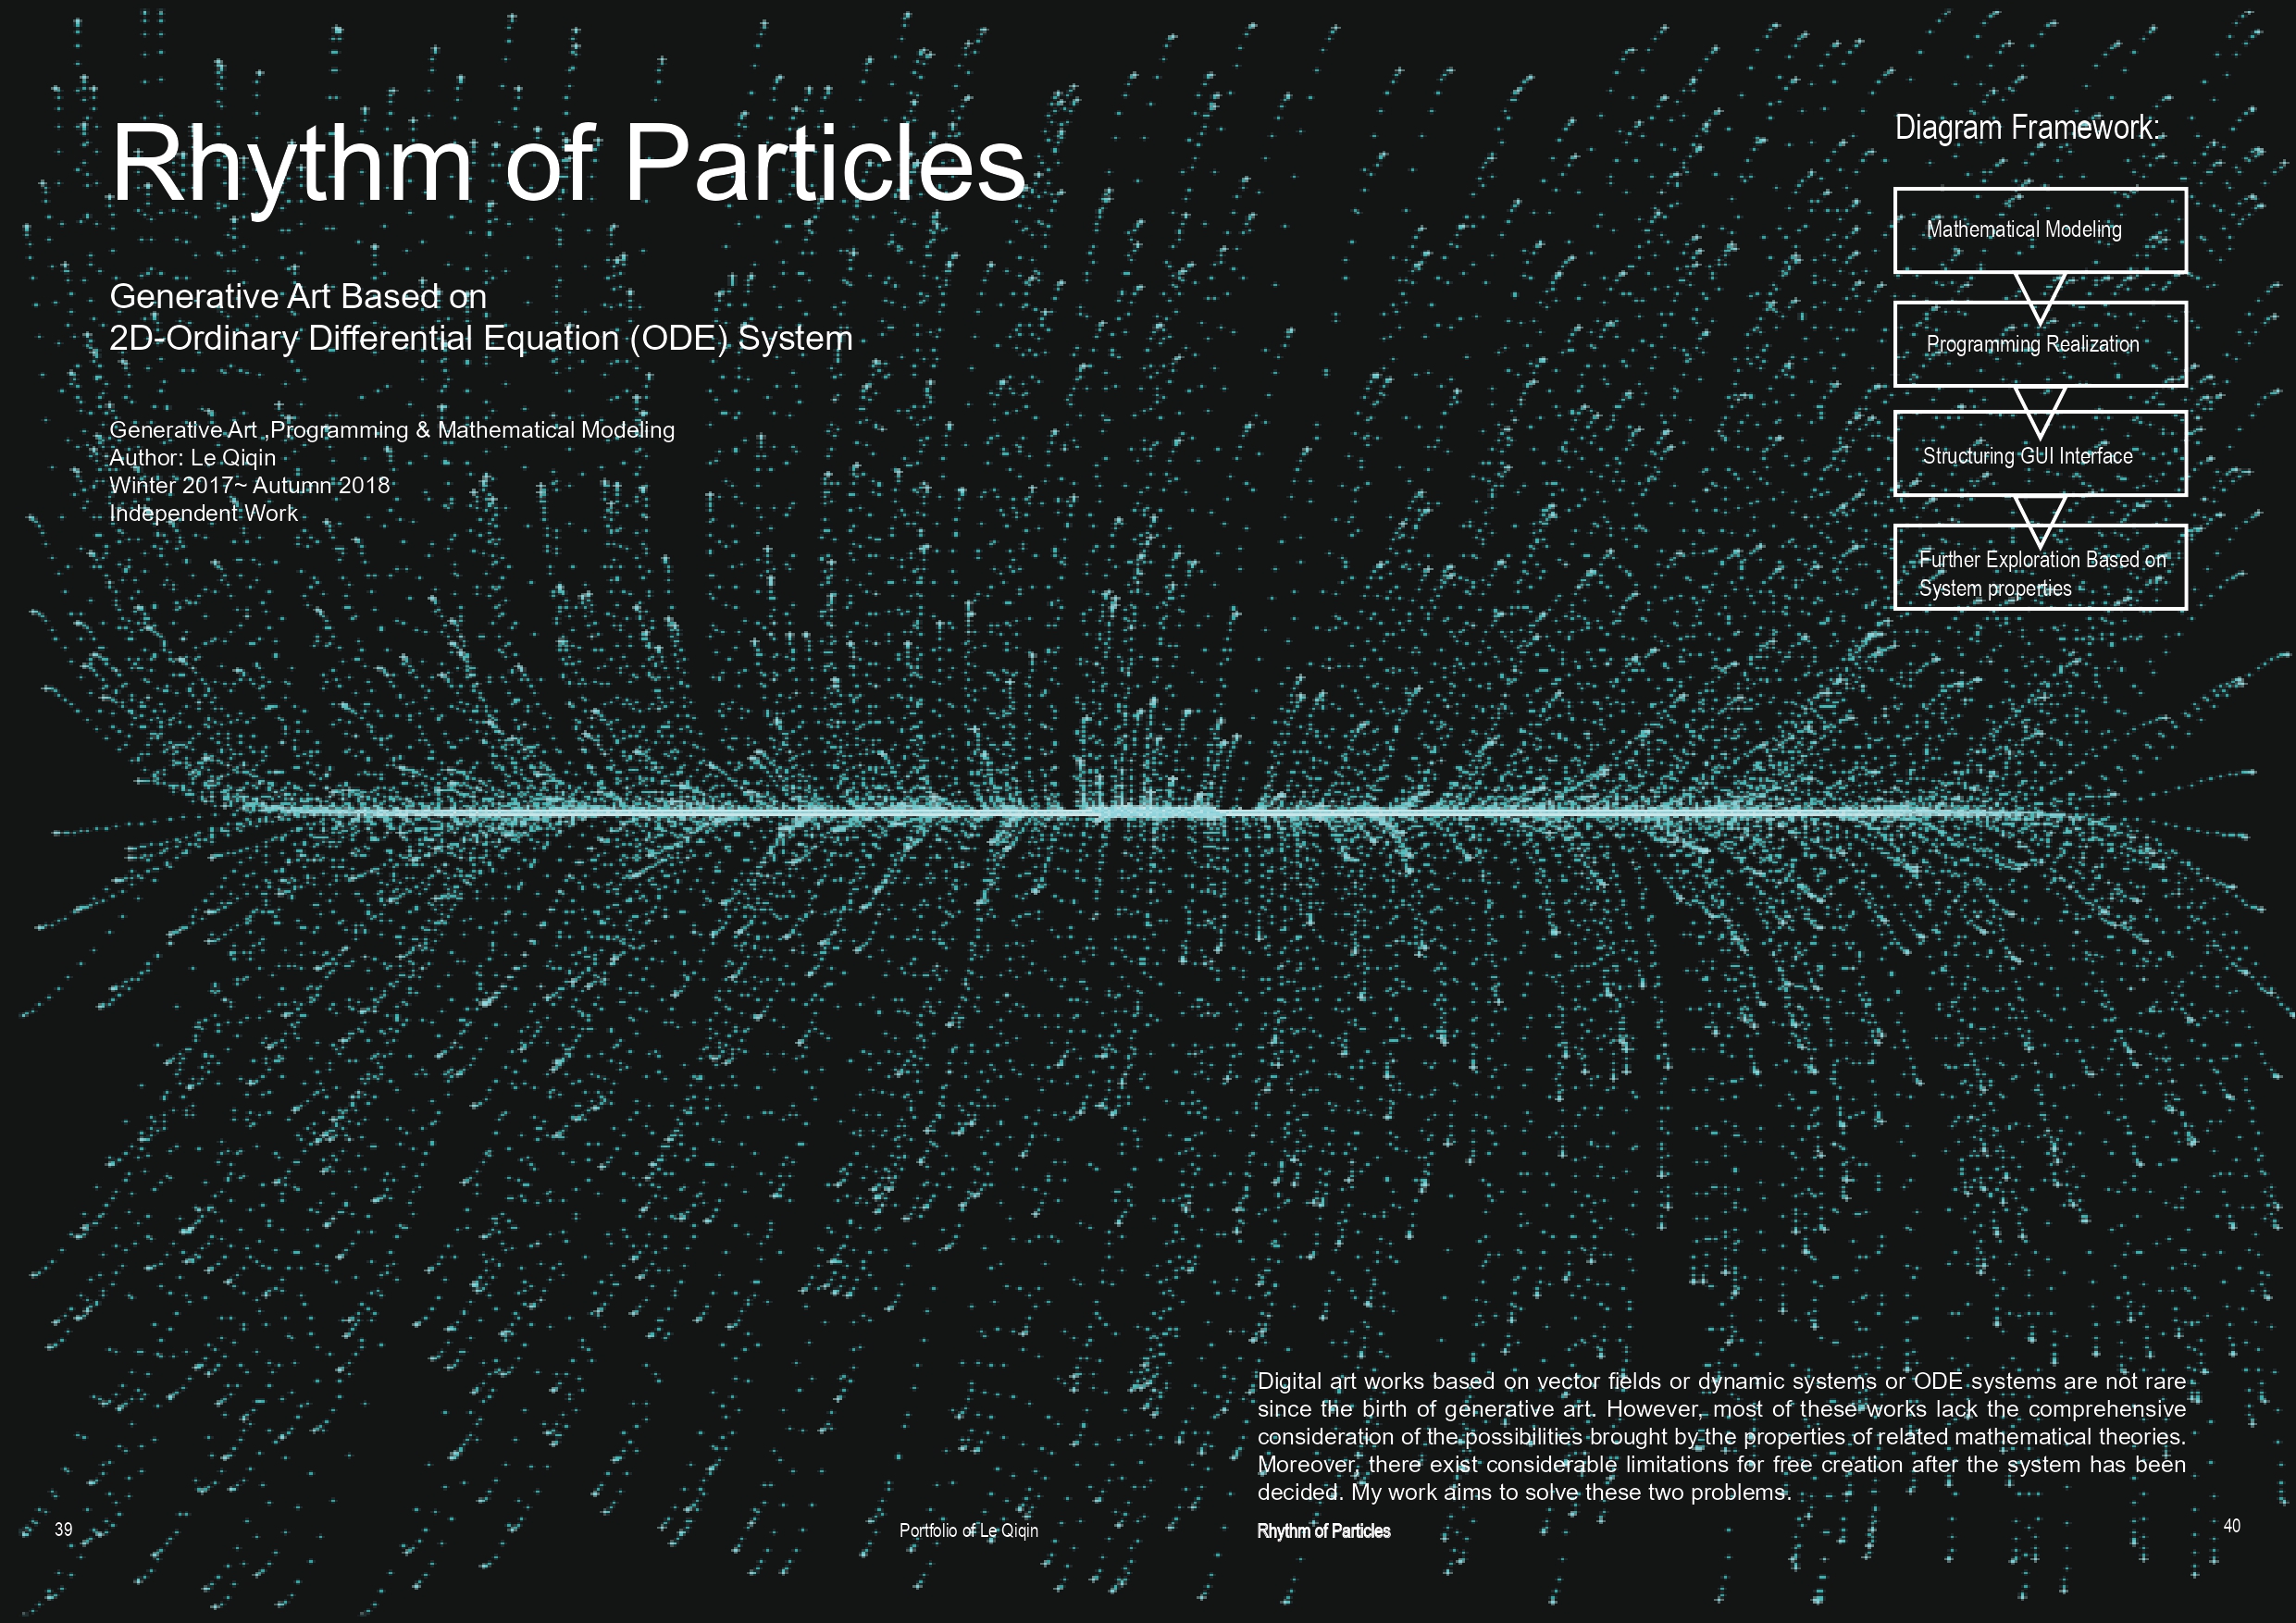 Rhythm of Particles
Generative Art Based on
2D-Ordinary Differential Equation (ODE) System
Generative Art ,Programming & Mathematical Modeling
Author: Le Qiqin
Winter 2017~ Autumn 2018
Independent Work
Diagram Framework:
Mathematical Modeling
Programming Realization
Structuring GUI Interface
Further Exploration Based on
System properties
Digital art works based on vector fields or dynamic systems or ODE systems are not rare
since the birth of generative art. However, most of these works lack the comprehensive
consideration of the possibilities brought by the properties of related mathematical theories.
Moreover, there exist considerable limitations for free creation after the system has been
decided. My work aims to solve these two problems.
39
Portfolio of Le Qiqin
Rhythm of Particles
40